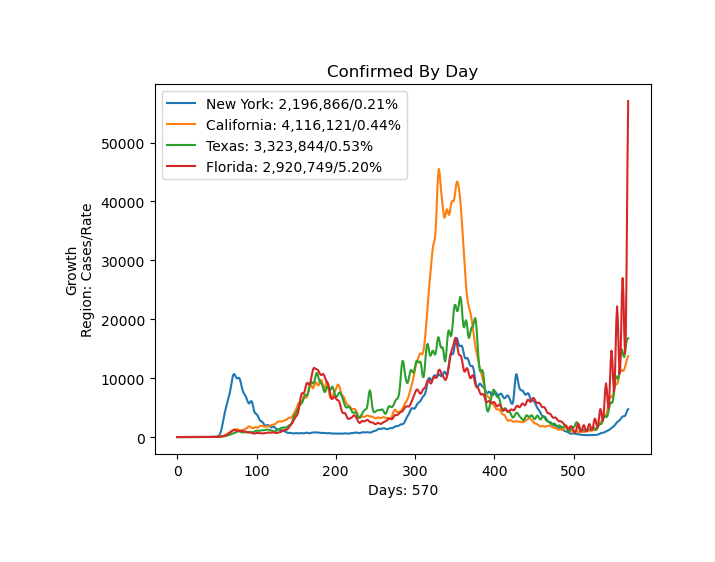 Confirmed By Day
New York: 2,196,866/0.21%
California: 4,116,121/0.44%
Texas: 3,323,844/0.53%
Florida: 2,920,749/5.20%
Growth
Region: Cases/Rate
50000
40000
30000
20000
10000
0
0 100 200 300 400 500
Days: 570